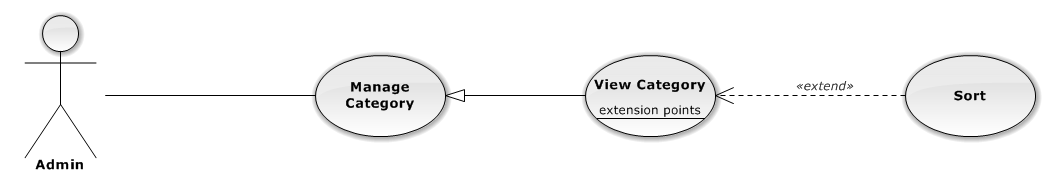 Admin
Manage
Category
View Category
extension points
«extend»
Sort